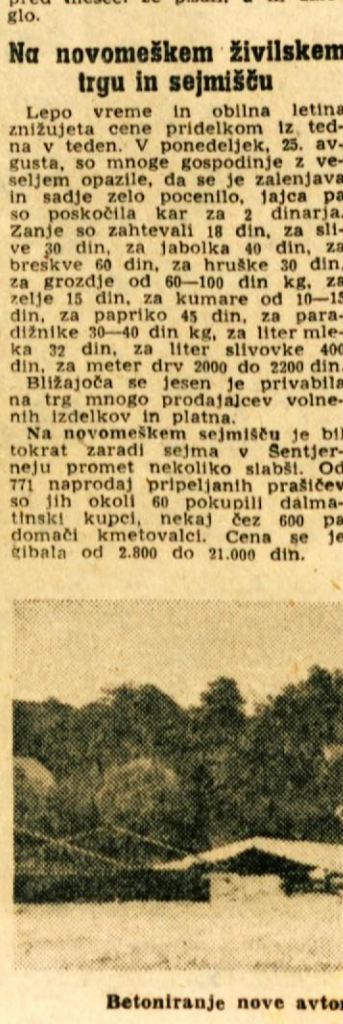 glo.
Na novomeškem živilskem
trgu in sejmišču
Lepo vreme in obilna letina
znižujeta cene pridelkom iz ted-
na v teden. V ponedeljek, 25. av-
gusta, so mnoge gospodinje z ve-
seljem opazile, da se je zalenjava
in sadje zelo pocenilo, jajca pa
so poskočila kar za 2 dinarja.
Zanje so zahtevali 18 din, za sli-
ve 30 din, za jabolka 40 din, za
breskve 60 din, za hruške 30 din,
za grozdje od 60—100 din kg, za
zelje 15 din, za kumare od 10—15
din, za papriko 45 din, za para-
dižnike 30—40 din kg, za liter mle-
ka 32 din, za liter slivovke 400
din, za meter drv 2000 do 2200 din.
Bližajoča se jesen je privabila
na trg mnogo prodajalcev volne-
nih izdelkov in platna.
Na novomeškem sejmišču je bil
tokrat zaradi sejma v Šentjer-
neju promet nekoliko slabši. Od
771 naprodaj pripeljanih prašičev
so jih okoli 60 pokupili dalma-
tinski kupci, nekaj čez 600 pa
domači kmetovalci. Cena se je
gibala od 2.800 do 21.000 din.
Betoniranje nove avto